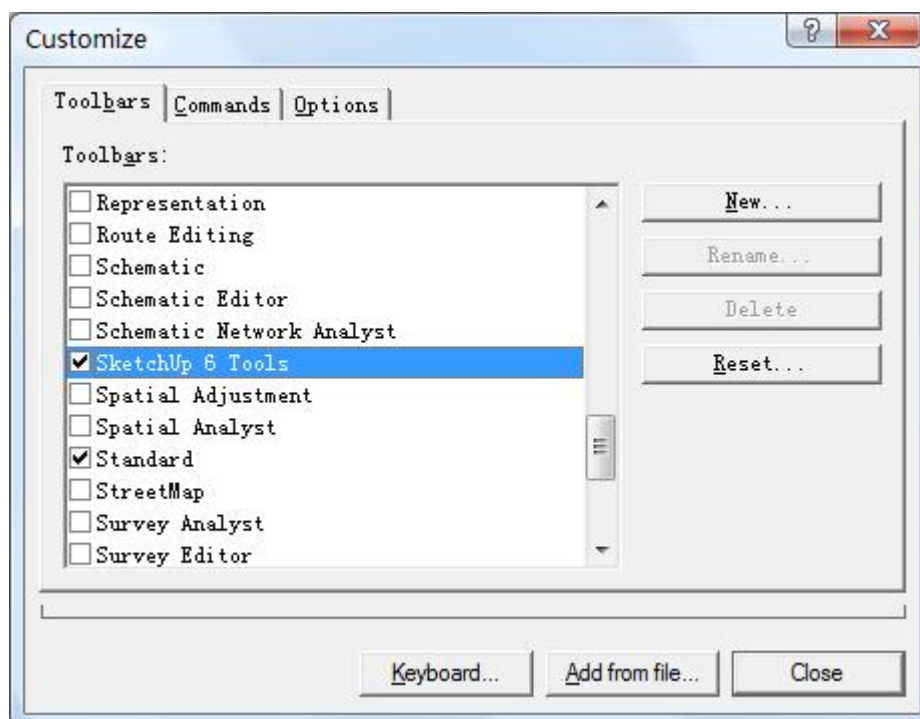 Customize
Toolbars Commands Options
Toolbars:
Representation
Route Editing
Schematic
Schematic Editor
Schematic Network Analyst
SketchUp 6 Tools
Spatial Adjustment
Spatial Analyst
Standard
StreetMap
Survey Analyst
Survey Editor
New...
Rename...
Delete
Reset...
Keyboard... Add from file... Close